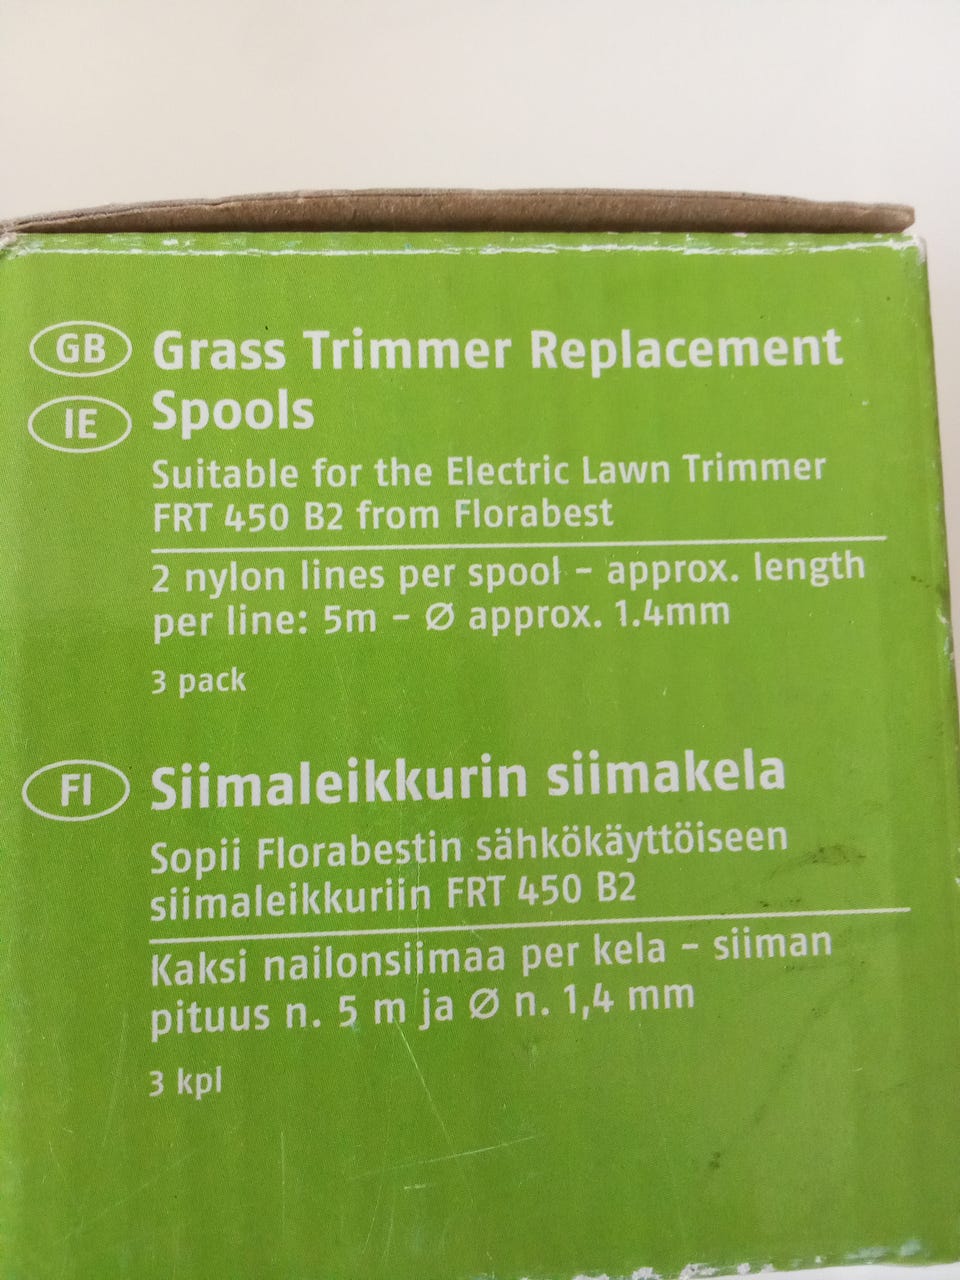 GB Grass Trimmer Replacement
IE Spools
Suitable for the Electric Lawn Trimmer
FRT 450 B2 from Florabest
2 nylon lines per spool – approx. length
per line: 5m – Ø approx. 1.4mm
3 pack
FI Siimaleikkurin siimakela
Sopii Florabestin sähkökäyttöiseen
siimaleikkuriin FRT 450 B2
Kaksi nailonsiimaa per kela – siiman
pituus n. 5 m ja Ø n. 1,4 mm
3 kpl